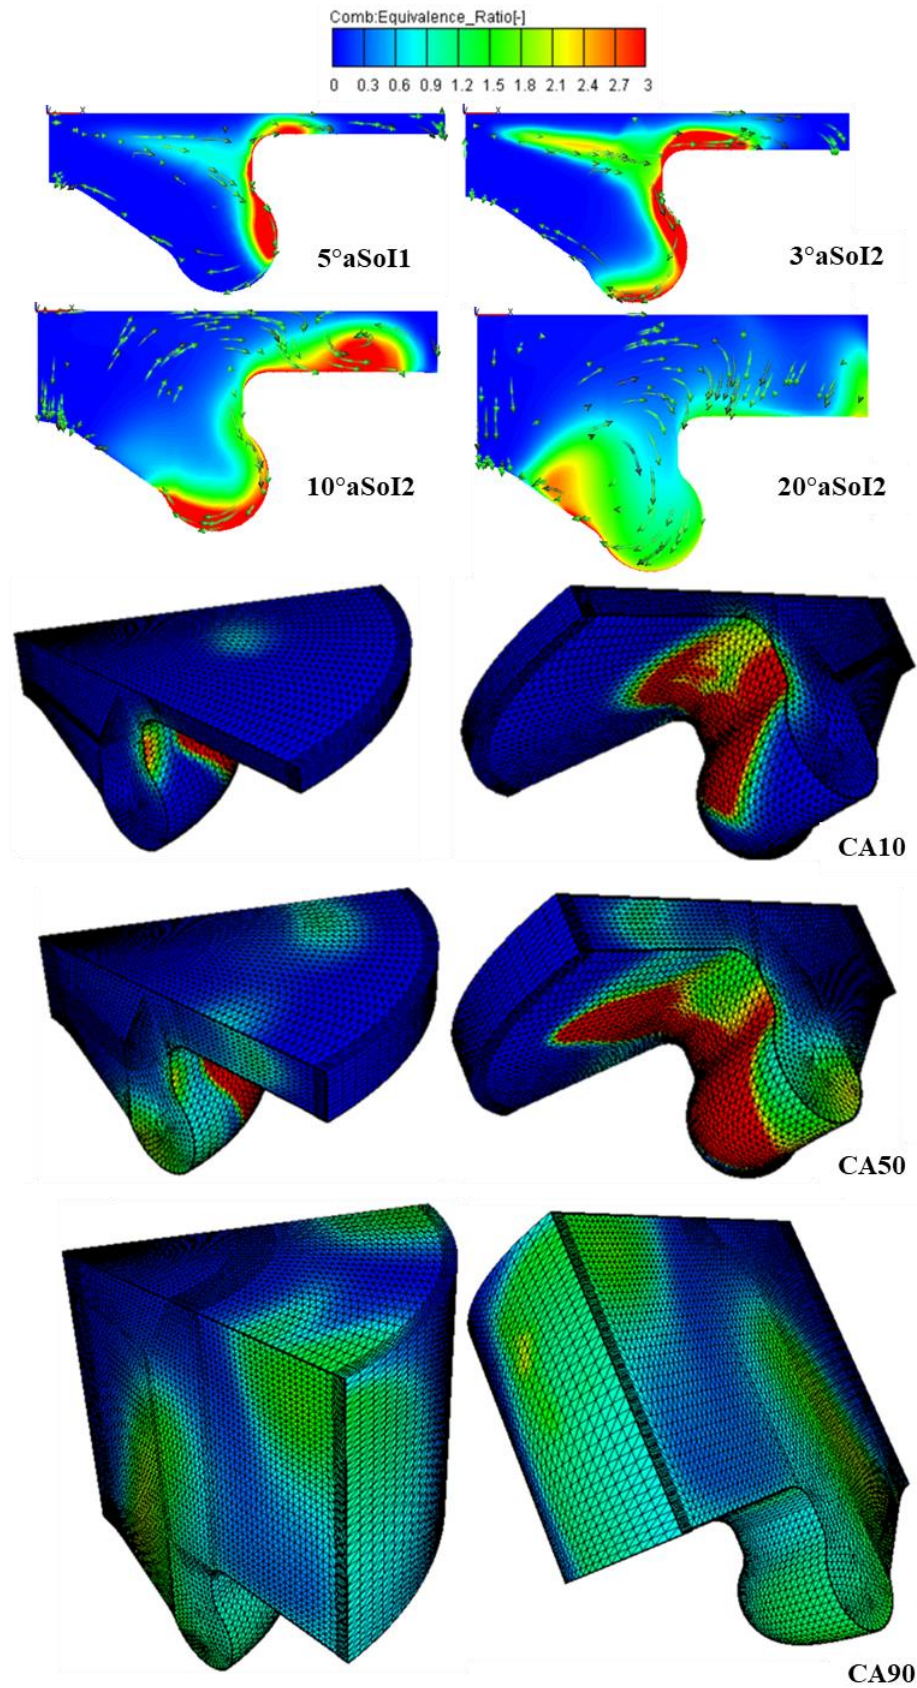 Comb:Equivalence_Ratio[-]
0 0.3 0.6 0.9 1.2 1.5 1.8 2.1 2.4 2.7 3
x
x
5°aSoI1
3°aSoI2
x
x
10°aSoI2
20°aSoI2
CA10
CA50
CA90